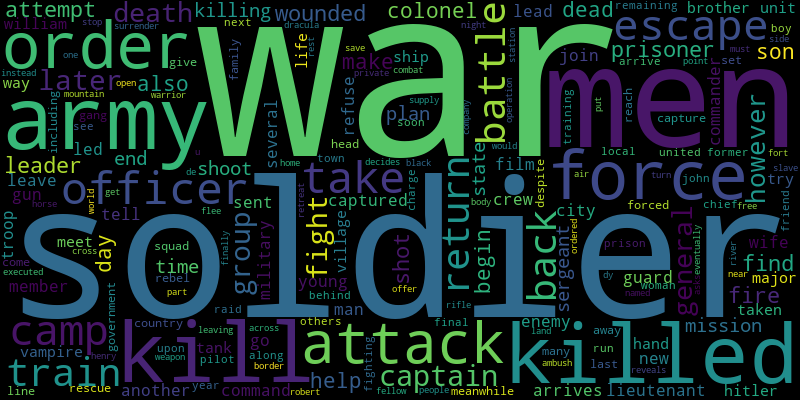 attempt
death
killing
wounded
colonel
lead
dead
escape
remaining
brother
unit
william
stop
surrender
dracula
next
family
life
save
private
combat
night
station
boy
side
instead
one
rest
order
war
men
battle
prisoner
join
arrive
set
point
must
son
way
mountain
open
warrior
later
also
give
several
refuse
make
ship
plan
soon
supply
operation
training
put
reach
commander
capture
including
gang
see
army
head
company
would
local
united
former
fort
leader
led
end
de
shoot
home
town
decides
black
state
film
despite
air
turn
john
slave
however
try
leave
gun
officer
take
captured
charge
body
crew
force
forced
chief
free
friend
horse
world
get
flee
sent
fight
village
retreat
return
begin
back
city
ordered
sergeant
prison
woman
general
wife
find
troop
come
tell
group
military
day
meet
cross
squad
time
rebel
finally
young
shot
offer
rifle
soldier
dy
named
guard
river
near
eventually
major
executed
member
part
behind
man
fire
taken
camp
government
country
leaving
raid
across
others
final
enemy
land
away
mission
vampire
henry
upon
weapon
tank
pilot
go
along
border
fighting
attack
many
ambush
run
last
reveals
hand
new
killed
kill
train
line
rescue
another
year
command
robert
help
captain
fellow
people
meanwhile
arrives
lieutenant
hitler